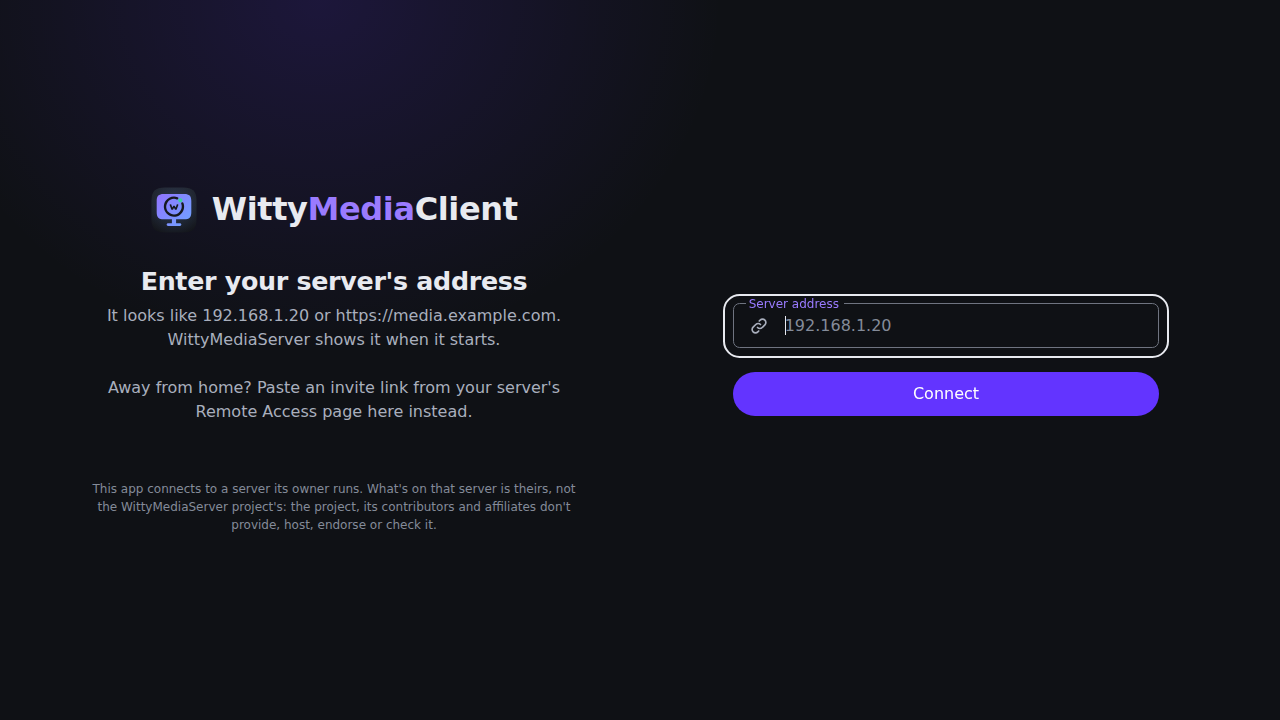 WittyMediaClient
Enter your server's address
It looks like 192.168.1.20 or https://media.example.com.
WittyMediaServer shows it when it starts.
Away from home? Paste an invite link from your server's
Remote Access page here instead.
This app connects to a server its owner runs. What's on that server is theirs, not
the WittyMediaServer project's: the project, its contributors and affiliates don't
provide, host, endorse or check it.
Server address
192.168.1.20
Connect